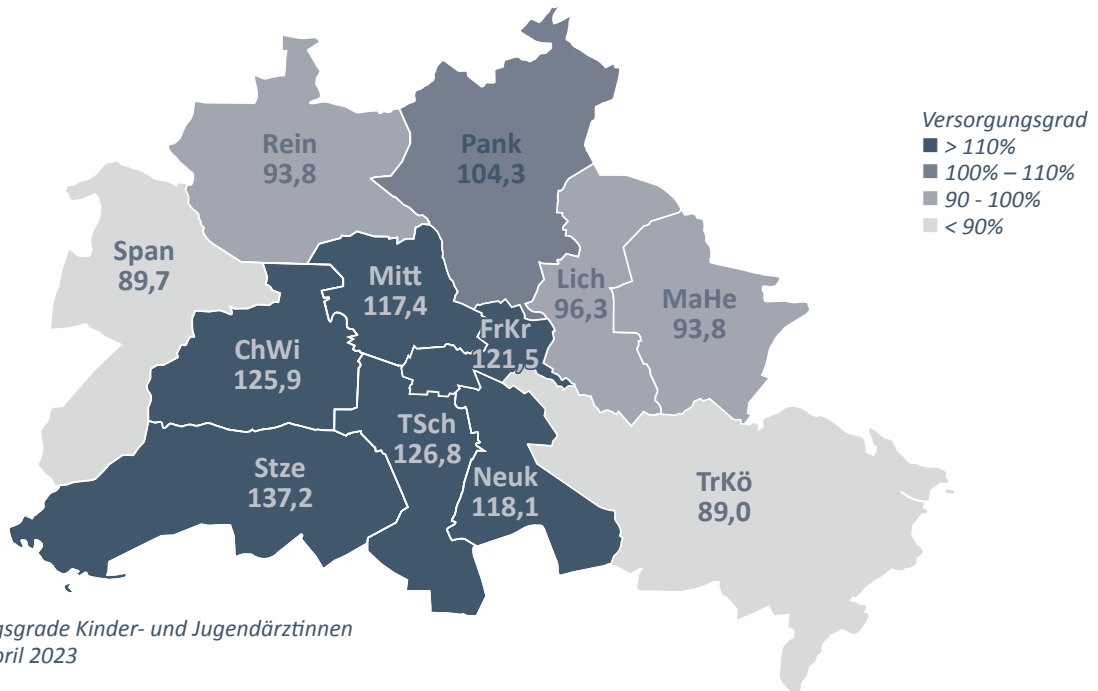 Versorgungsgrad
> 110%
100% – 110%
90 - 100%
< 90%
Rein
93,8
Pank
104,3
Span
89,7
Mitt
117,4
Lich
96,3
MaHe
93,8
FrKr
121,5
ChWi
125,9
TSch
126,8
Stze
137,2
Neuk
118,1
TrKö
89,0
Kinder- und Jugendärztinnen
2023